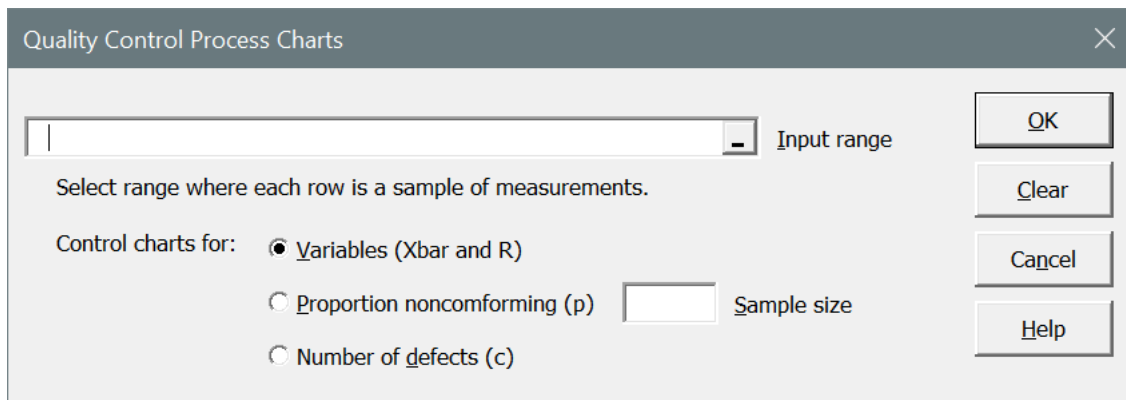 Quality Control Process Charts
Input range
OK
Select range where each row is a sample of measurements.
Clear
Control charts for:
Variables (Xbar and R)
Cancel
Proportion noncomforming (p)
Sample size
Help
Number of defects (c)